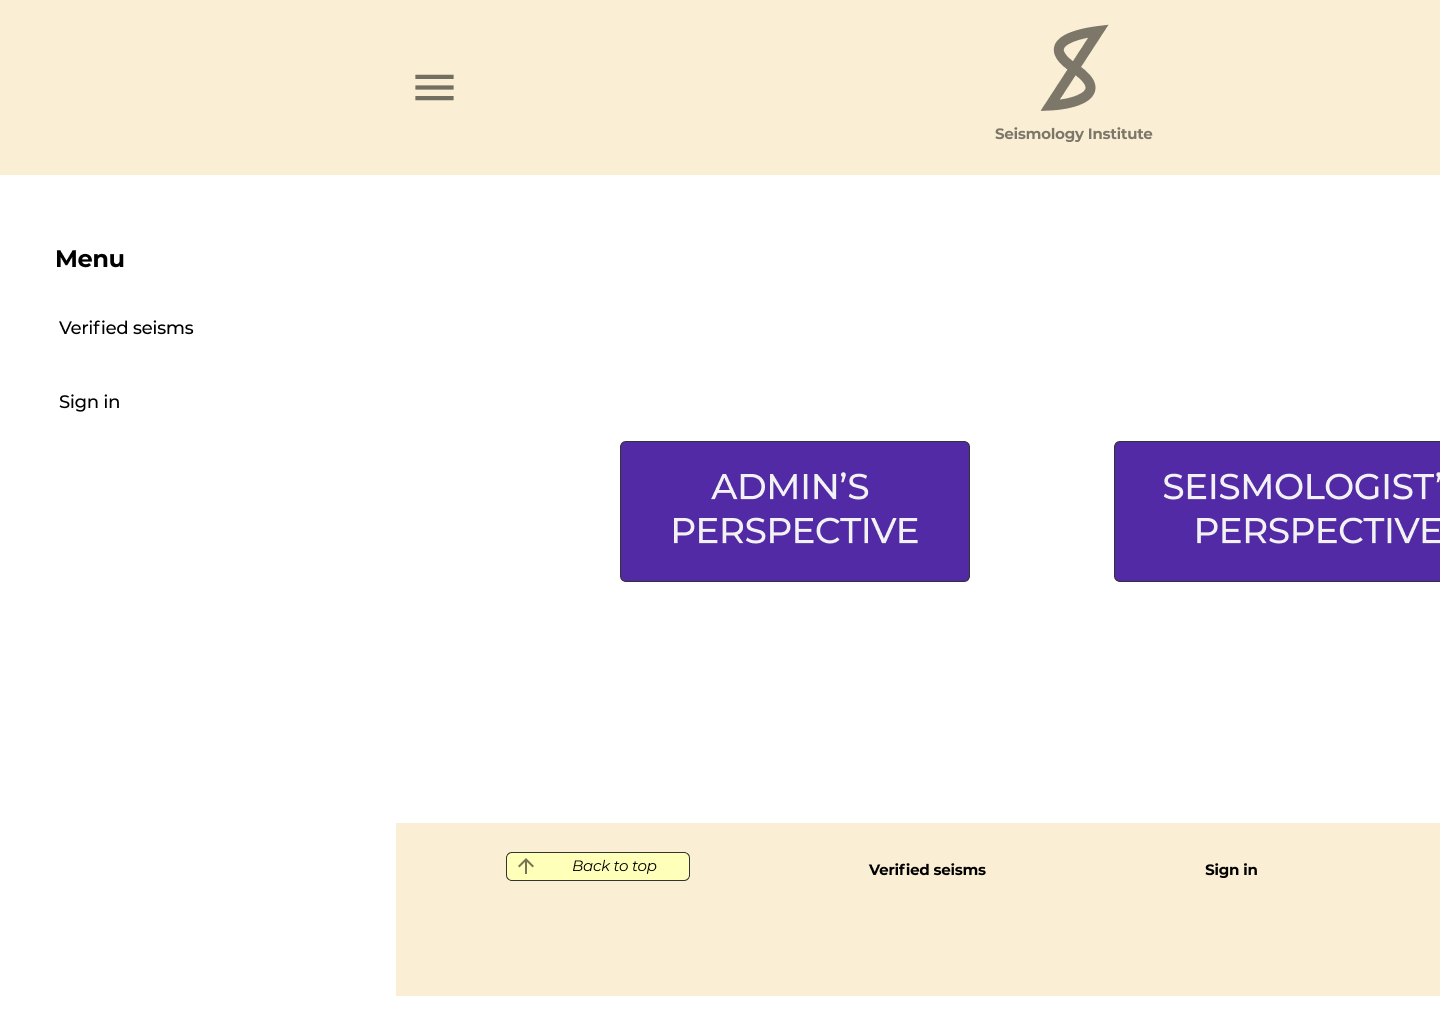 Seismology Institute
Menu
Verified seisms
Sign in
ADMIN’S
PERSPECTIVE
SEISMOLOGIST’
PERSPECTIVE
Back to top
Verified seisms
Sign in